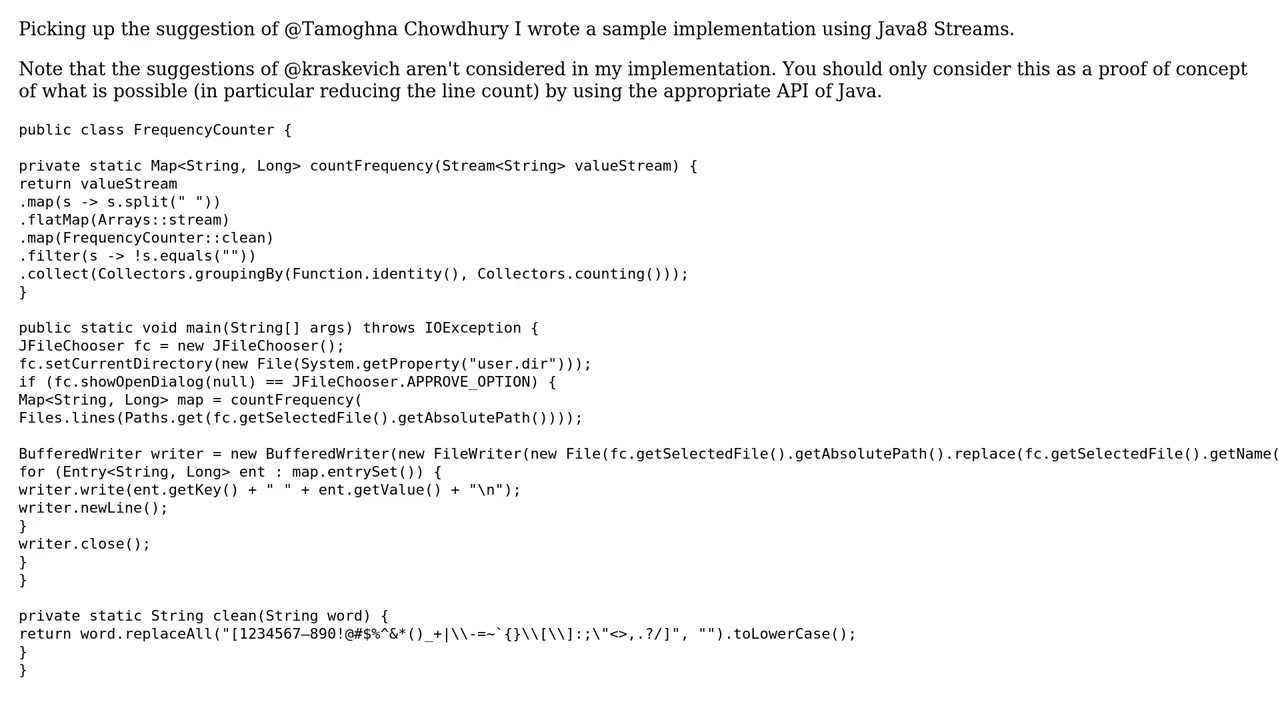 Picking up the suggestion of @Tamoghna Chowdhury I wrote a sample implementation using Java8 Streams.
Note that the suggestions of @kraskevich aren't considered in my implementation. You should only consider this as a proof of concept
of what is possible (in particular reducing the line count) by using the appropriate API of Java.
public class FrequencyCounter {
private static Map<String, Long> countFrequency(Stream<String> valueStream) {
return valueStream
.map(s -> s.split(" "))
.flatMap(Arrays::stream)
.map(FrequencyCounter::clean)
.filter(s -> !s.equals(""))
.collect(Collectors.groupingBy(Function.identity(), Collectors.counting()));
}
public static void main(String[] args) throws IOException {
JFileChooser fc = new JFileChooser();
fc.setCurrentDirectory(new File(System.getProperty("user.dir")));
if (fc.showOpenDialog(null) == JFileChooser.APPROVE_OPTION) {
Map<String, Long> map = countFrequency(
Files.lines(Paths.get(fc.getSelectedFile().getAbsolutePath())));
BufferedWriter writer = new BufferedWriter(new FileWriter(new File(fc.getSelectedFile().getAbsolutePath().replace(fc.getSelectedFile().getName(
for (Entry<String, Long> ent : map.entrySet()) {
writer.write(ent.getKey() + " " + ent.getValue() + "\n");
writer.newLine();
}
writer.close();
}
}
private static String clean(String word) {
return word.replaceAll("[1234567–890!@#$%^&*()_+|\\-=~`{}\\[\\]:;\"<>,.?/]", "").toLowerCase();
}
}